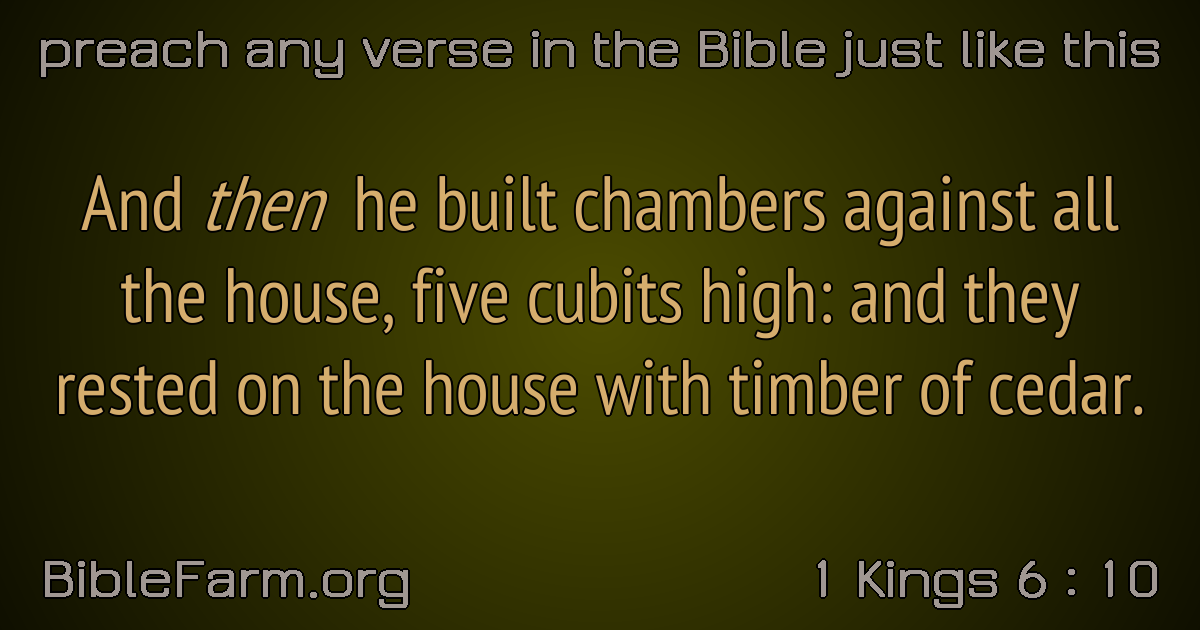 preach any verse in the Bible just like this
And then he built chambers against all
the house, five cubits high: and they
rested on the house with timber of cedar.
BibleFarm.org
1 Kings 6 : 10